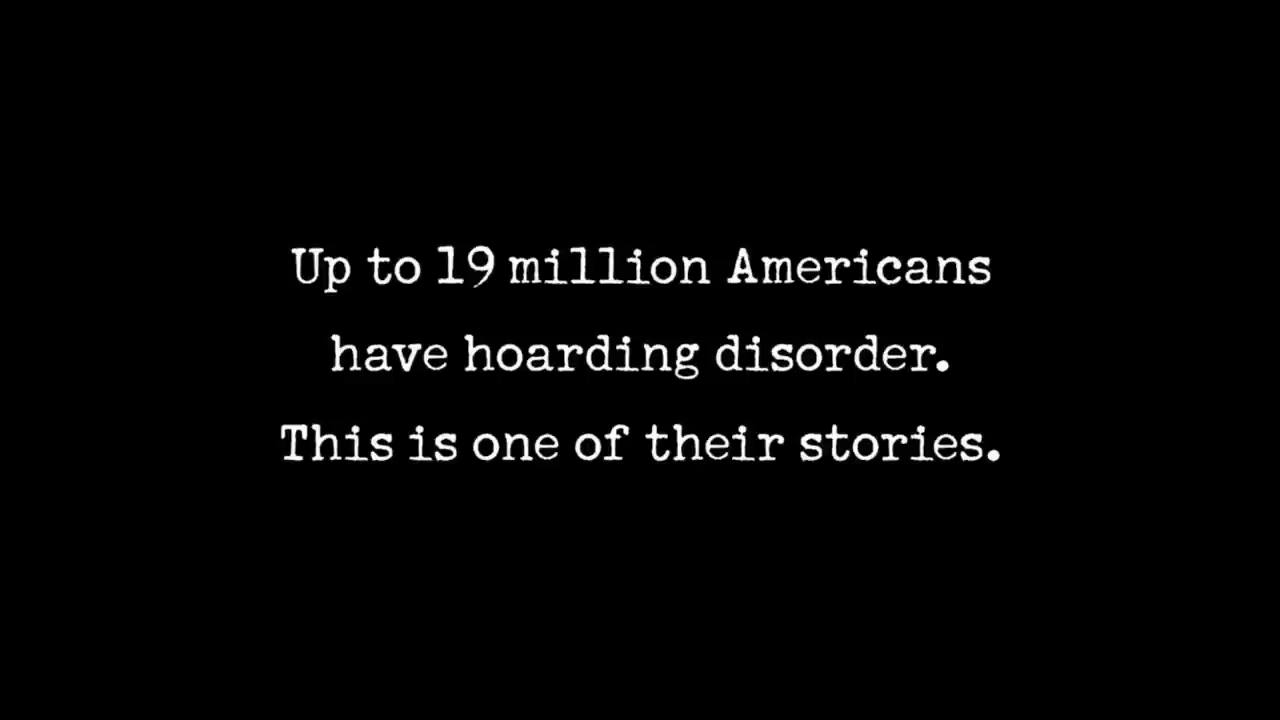 Up to 19 million Americans
have hoarding disorder.
This is one of their stories.